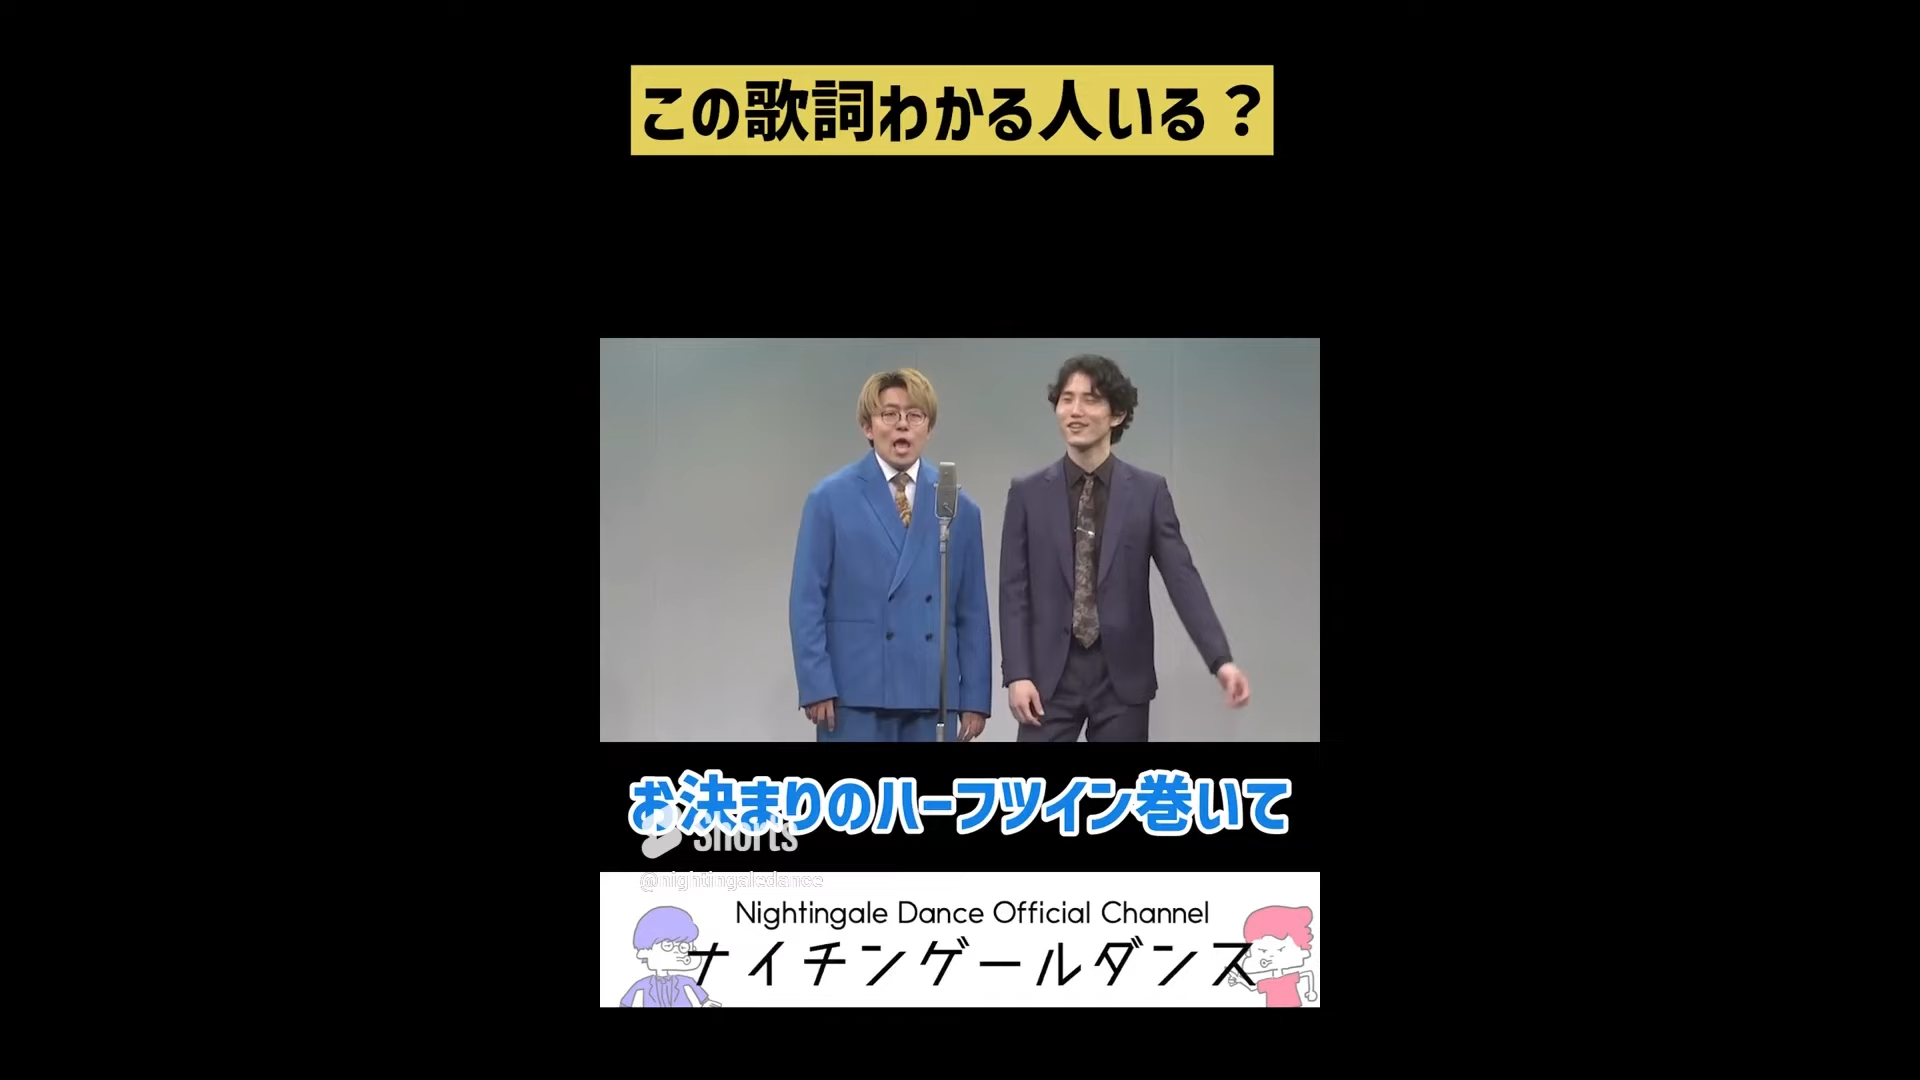 この歌詞わかる人いる？
お決まりのハーフツイン巻いて
Shorts
@nightingaledance
Nightingale Dance Official Channel
ナイチンゲールダンス